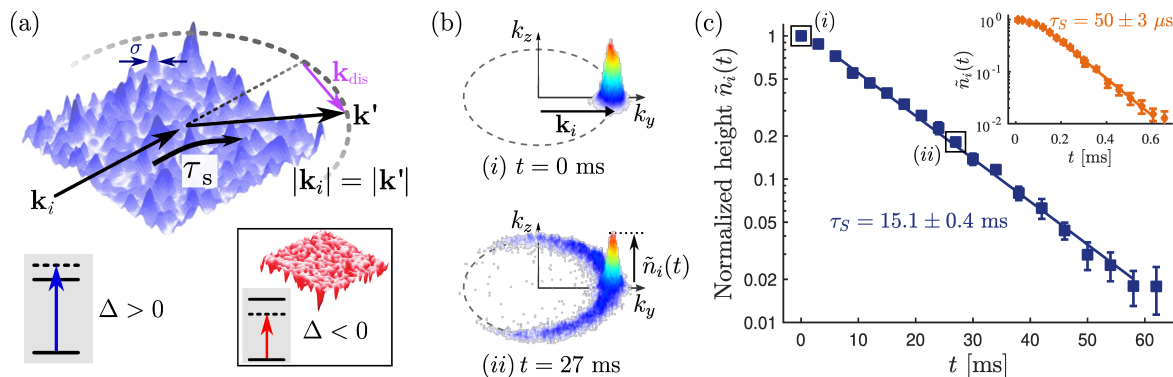 (a)
σ
k_dis
k'
τ_s
k_i
|k_i| = |k'|
Δ > 0
Δ < 0
(b)
k_z
k_y
k_i
(i) t = 0 ms
k_z
ñ_i(t)
k_y
(ii) t = 27 ms
(c)
Normalized height ñ_i(t)
1
0.5
0.2
0.1
0.05
0.02
0.01
(i)
(ii)
τ_S = 15.1 ± 0.4 ms
0 10 20 30 40 50 60
t [ms]
τ_S = 50 ± 3 μs
ñ_i(t)
10^0
10^-1
10^-2
0 0.2 0.4 0.6
t [ms]